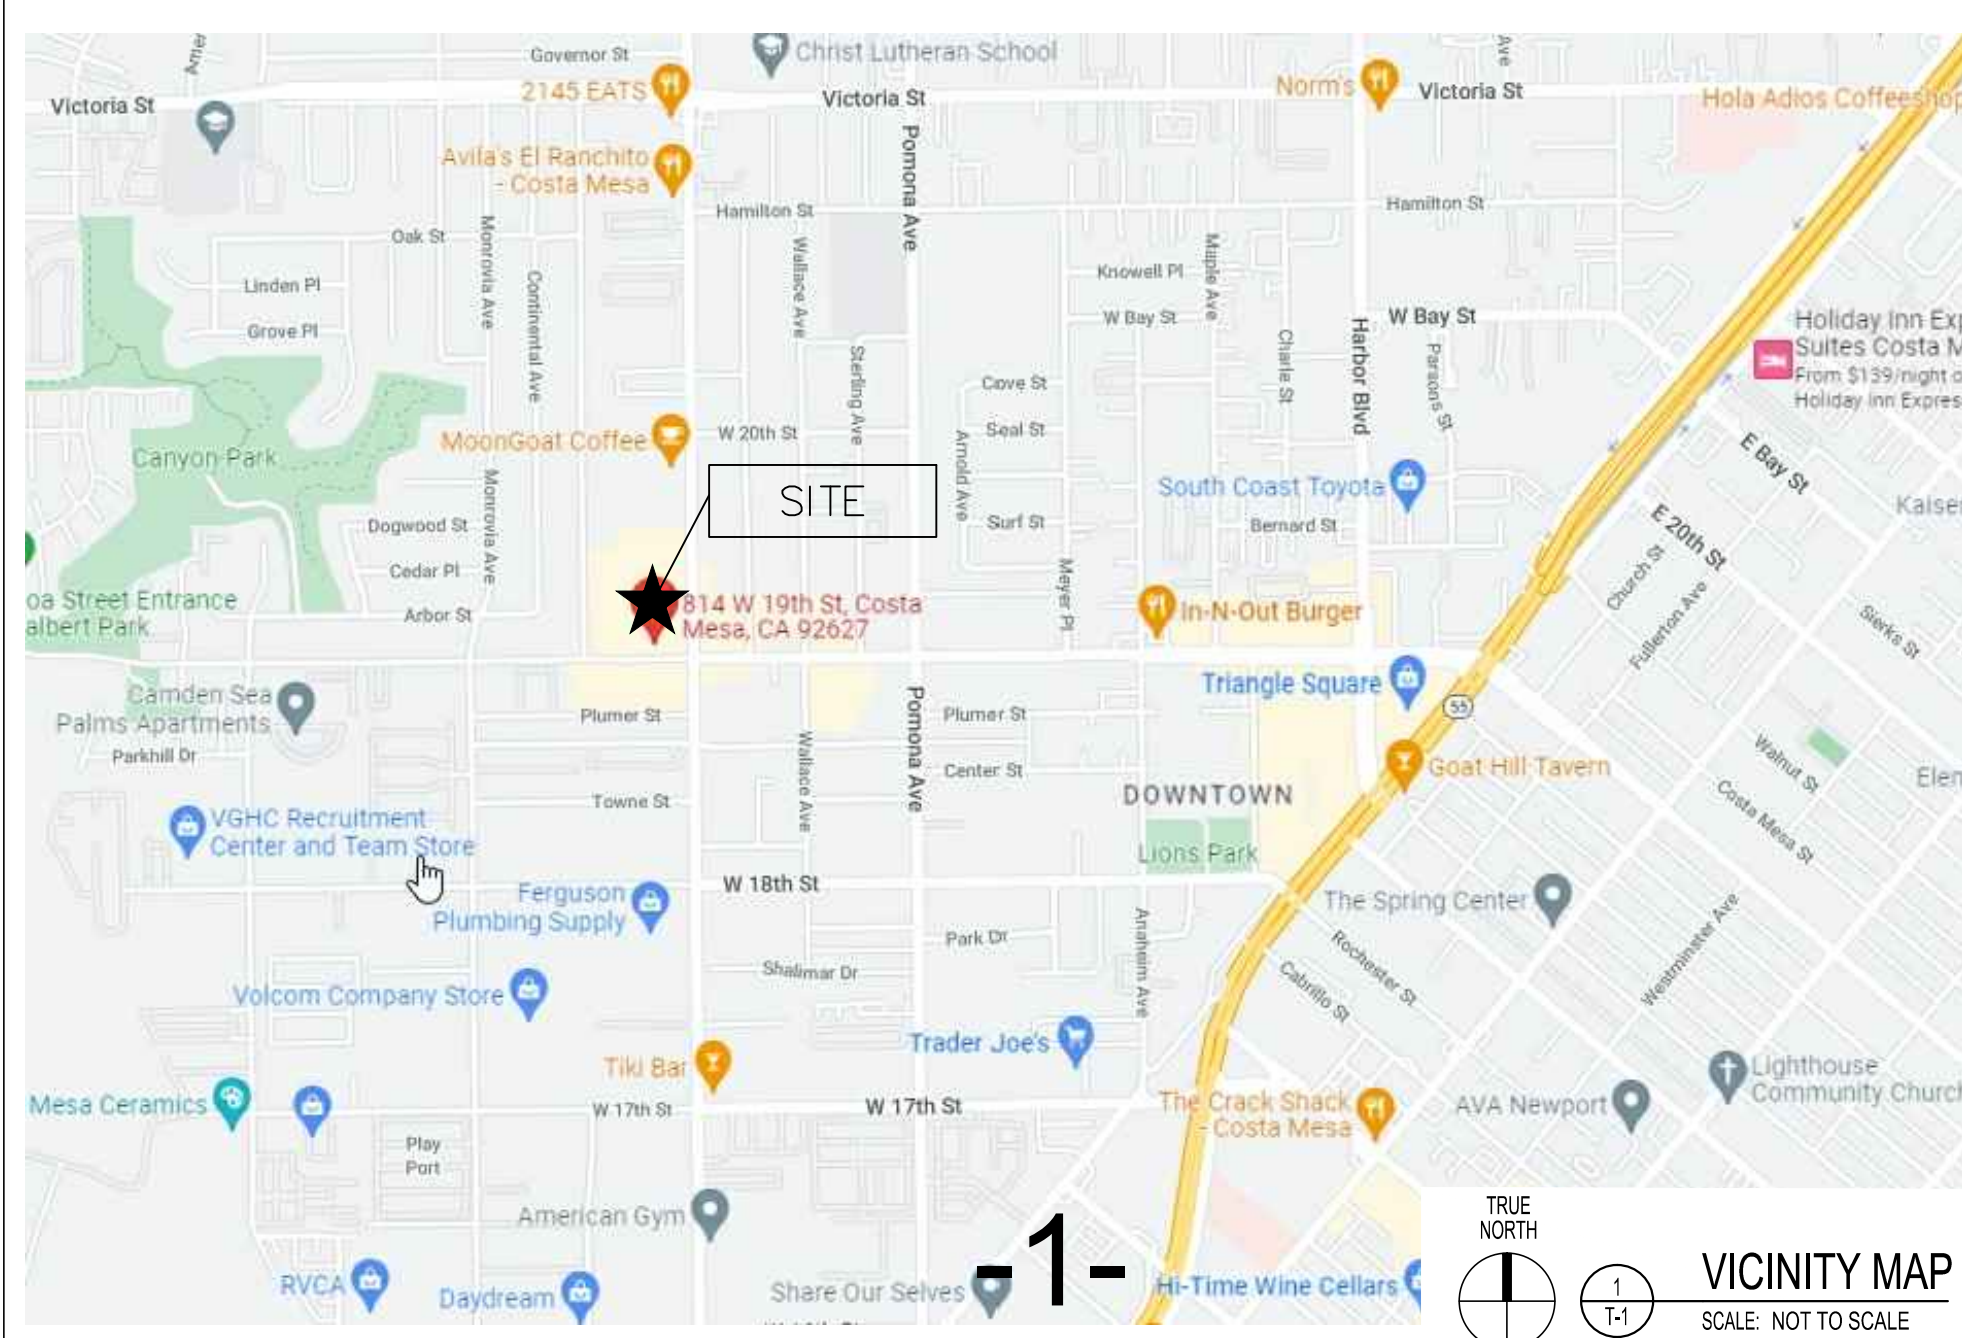 Governor St
Christ Lutheran School
2145 EATS
Norm's
Victoria St
Victoria St
Victoria St
Hola Adios Coffeeshop
Pomona Ave
Avila's El Ranchito
- Costa Mesa
Hamilton St
Hamilton St
Oak St
Monrovia Ave
Continental Ave
Wallace Ave
Maple Ave
Knowell Pl
Linden Pl
Grove Pl
W Bay St
W Bay St
Harbor Blvd
Charle St
Parsons St
Sterling Ave
Holiday Inn Exp
Suites Costa M
From $139/night o
Holiday Inn Expres
Cove St
Seal St
Arnold Ave
W 20th St
MoonGoat Coffee
Canyon Park
E Bay St
South Coast Toyota
SITE
Kaiser
Monrovia Ave
Dogwood St
Surf St
Bernard St
E 20th St
Cedar Pl
Meyer Pl
Church St
Fullerton Ave
oa Street Entrance
albert Park
Arbor St
814 W 19th St, Costa
Mesa, CA 92627
In-N-Out Burger
Sierks St
Camden Sea
Palms Apartments
Triangle Square
55
Plumer St
Pomona Ave
Plumer St
Parkhill Dr
Wallace Ave
Center St
Goat Hill Tavern
Walnut St
Elen
DOWNTOWN
Costa Mesa St
Towne St
VGHC Recruitment
Center and Team Store
Lions Park
W 18th St
Ferguson
Plumbing Supply
The Spring Center
Westminster Ave
Park Dr
Anaheim Ave
Rochester St
Cabrillo St
Shalimar Dr
Volcom Company Store
Trader Joe's
Tiki Bar
Lighthouse
Community Church
Mesa Ceramics
W 17th St
W 17th St
The Crack Shack
- Costa Mesa
AVA Newport
Play
Port
American Gym
-1-
TRUE
NORTH
RVCA
Daydream
Share Our Selves
Hi-Time Wine Cellars
1
T-1
VICINITY MAP
SCALE: NOT TO SCALE